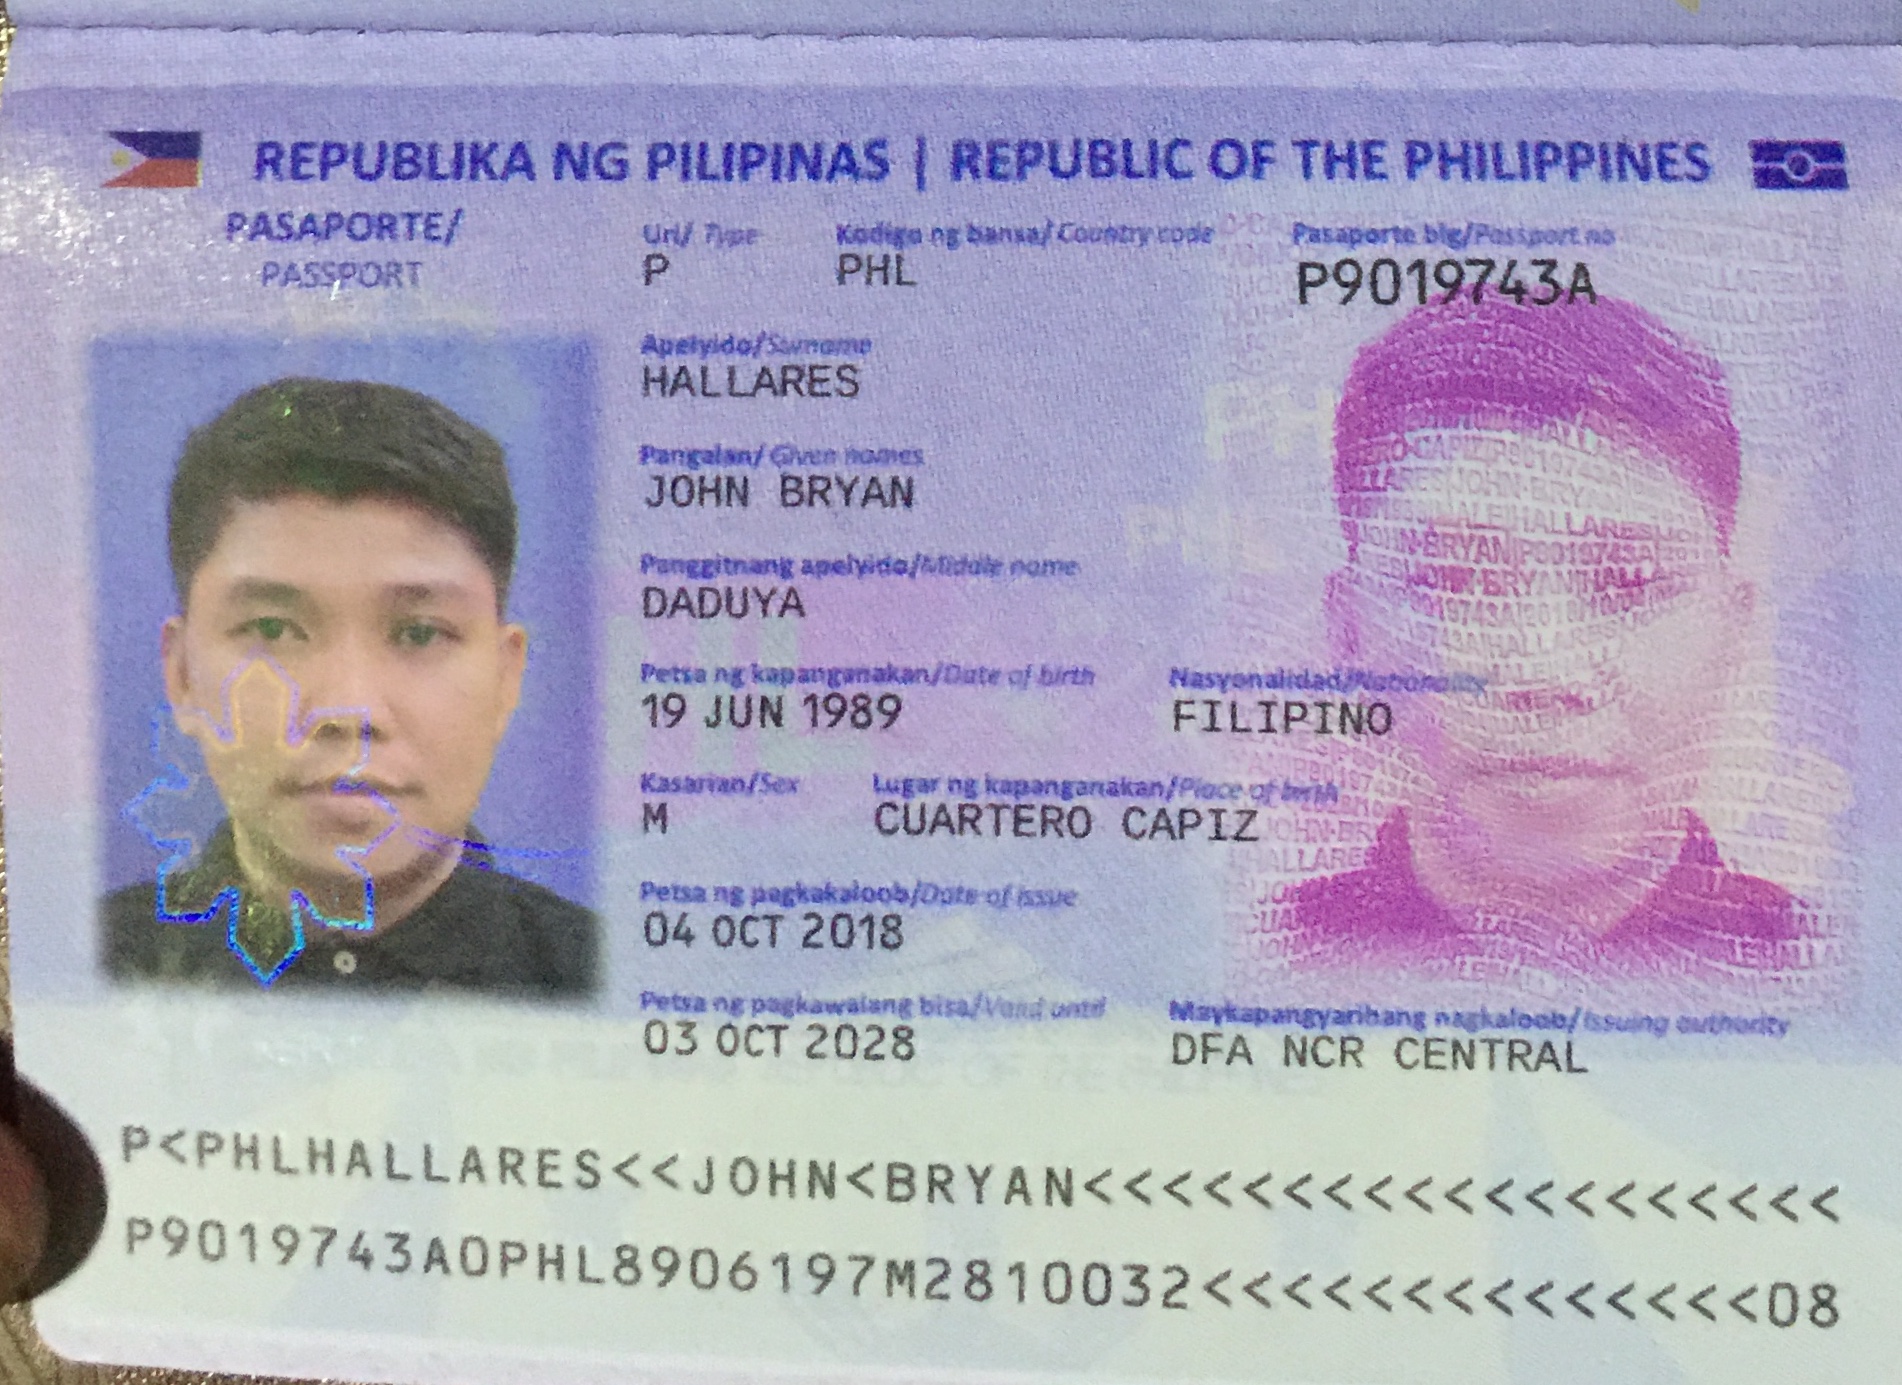 REPUBLIKA NG PILIPINAS | REPUBLIC OF THE PHILIPPINES
PASAPORTE/
PASSPORT
Uri/ Type
P
Kodigo ng bansa/ Country code
PHL
Pasaporte blg/Passport no
P9019743A
Apelyido/Surname
HALLARES
Pangalan/ Given names
JOHN BRYAN
Panggitnang apelyido/Middle name
DADUYA
Petsa ng kapanganakan/Date of birth
19 JUN 1989
Nasyonalidad/Nationality
FILIPINO
Kasarian/Sex
M
Lugar ng kapanganakan/Place of birth
CUARTERO CAPIZ
Petsa ng pagkakaloob/Date of issue
04 OCT 2018
Petsa ng pagkawalang bisa/Valid until
03 OCT 2028
Maykapangyarihang nagkaloob/Issuing authority
DFA NCR CENTRAL
P<PHLHALLARES<<JOHN<BRYAN<<<<<<<<<<<<<<<<<<<
P9019743A0PHL8906197M2810032<<<<<<<<<<<<<<08